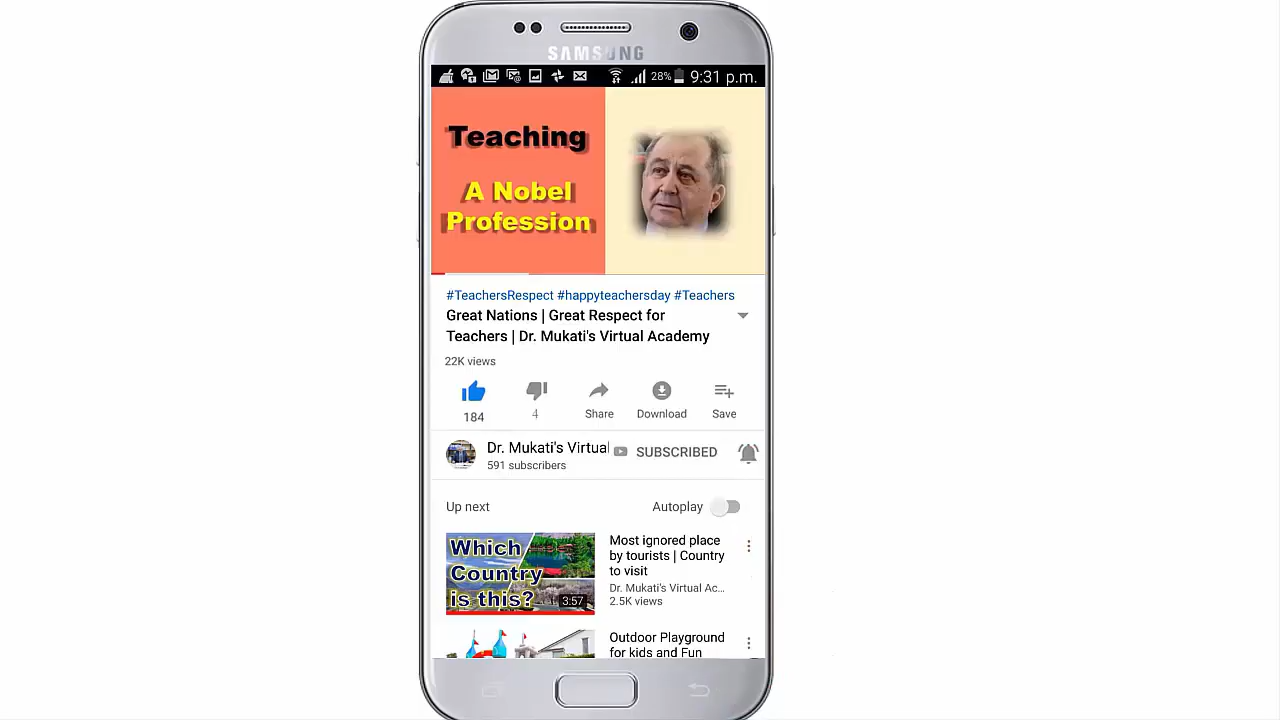 SAMSUNG
28% 9:31 p.m.
Teaching
A Nobel
Profession
#TeachersRespect #happyteachersday #Teachers
Great Nations | Great Respect for
Teachers | Dr. Mukati's Virtual Academy
22K views
184
4
Share
Download
Save
Dr. Mukati's Virtual
591 subscribers
SUBSCRIBED
Up next
Autoplay
Which
Country
is this?
3:57
Most ignored place
by tourists | Country
to visit
Dr. Mukati's Virtual Ac...
2.5K views
Outdoor Playground
for kids and Fun